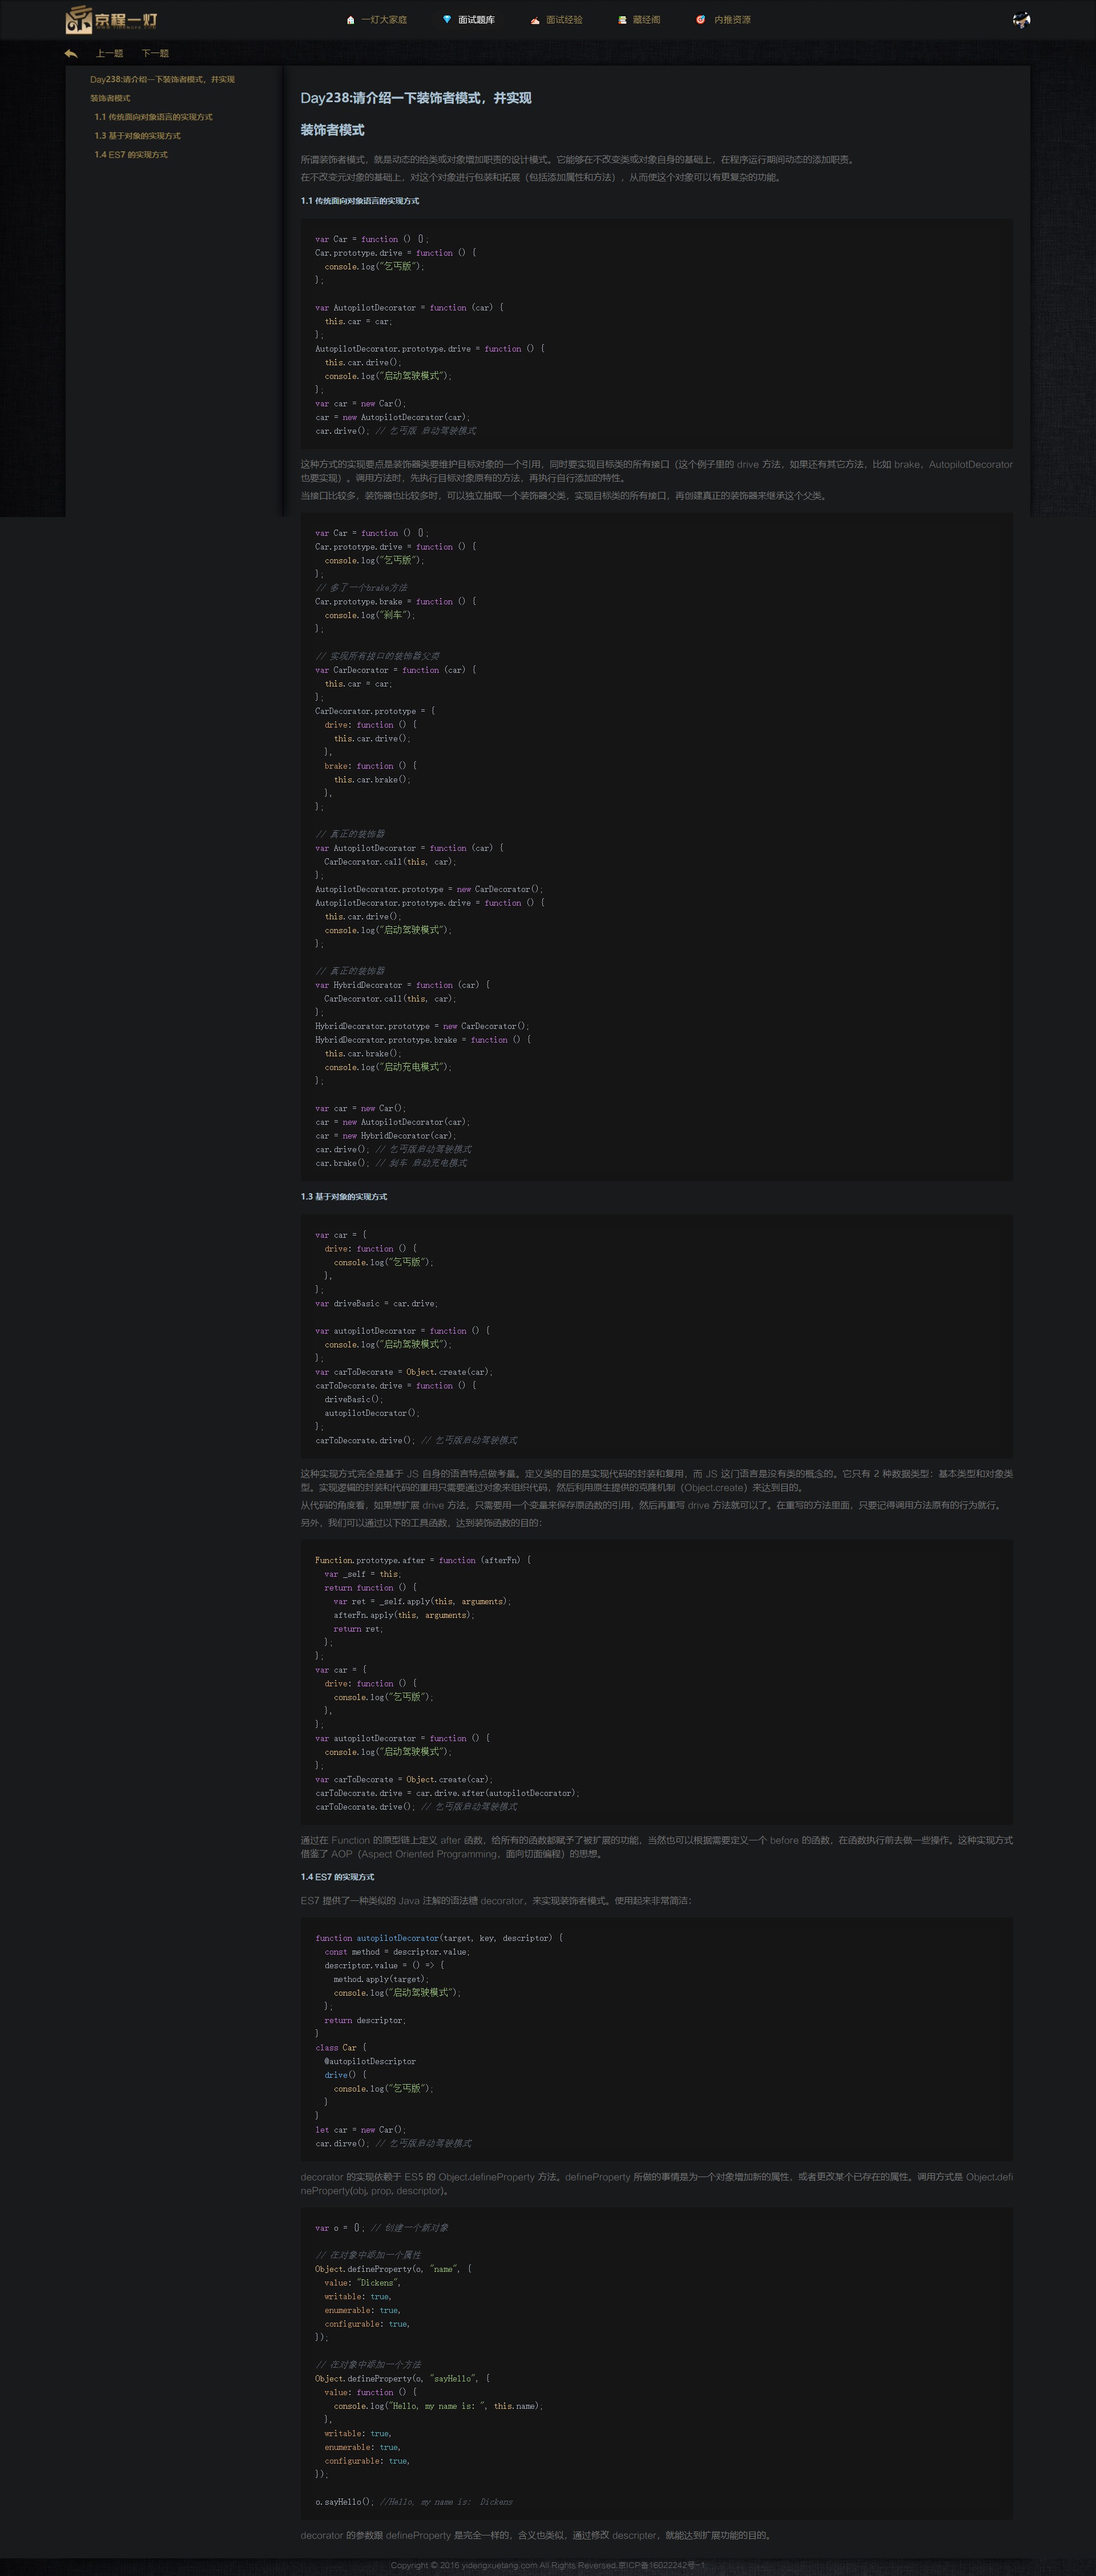 京程一灯
一灯大家庭 面试题库 面试经验 藏经阁 内推资源
上一题 下一题
Day238:请介绍一下装饰者模式，并实现
装饰者模式
1.1 传统面向对象语言的实现方式
1.3 基于对象的实现方式
1.4 ES7 的实现方式
Day238:请介绍一下装饰者模式，并实现
装饰者模式
所谓装饰者模式，就是动态的给类或对象增加职责的设计模式。它能够在不改变类或对象自身的基础上，在程序运行期间动态的添加职责。
在不改变元对象的基础上，对这个对象进行包装和拓展（包括添加属性和方法），从而使这个对象可以有更复杂的功能。
1.1 传统面向对象语言的实现方式
var Car = function () {};
Car.prototype.drive = function () {
  console.log("乞丐版");
};

var AutopilotDecorator = function (car) {
  this.car = car;
};
AutopilotDecorator.prototype.drive = function () {
  this.car.drive();
  console.log("启动驾驶模式");
};
var car = new Car();
car = new AutopilotDecorator(car);
car.drive(); // 乞丐版 启动驾驶模式
这种方式的实现要点是装饰器类要维护目标对象的一个引用，同时要实现目标类的所有接口（这个例子里的 drive 方法，如果还有其它方法，比如 brake，AutopilotDecorator
也要实现）。调用方法时，先执行目标对象原有的方法，再执行自行添加的特性。
当接口比较多，装饰器也比较多时，可以独立抽取一个装饰器父类，实现目标类的所有接口，再创建真正的装饰器来继承这个父类。
var Car = function () {};
Car.prototype.drive = function () {
  console.log("乞丐版");
};
// 多了一个brake方法
Car.prototype.brake = function () {
  console.log("刹车");
};

// 实现所有接口的装饰器父类
var CarDecorator = function (car) {
  this.car = car;
};
CarDecorator.prototype = {
  drive: function () {
    this.car.drive();
  },
  brake: function () {
    this.car.brake();
  },
};

// 真正的装饰器
var AutopilotDecorator = function (car) {
  CarDecorator.call(this, car);
};
AutopilotDecorator.prototype = new CarDecorator();
AutopilotDecorator.prototype.drive = function () {
  this.car.drive();
  console.log("启动驾驶模式");
};

// 真正的装饰器
var HybridDecorator = function (car) {
  CarDecorator.call(this, car);
};
HybridDecorator.prototype = new CarDecorator();
HybridDecorator.prototype.brake = function () {
  this.car.brake();
  console.log("启动充电模式");
};

var car = new Car();
car = new AutopilotDecorator(car);
car = new HybridDecorator(car);
car.drive(); // 乞丐版启动驾驶模式
car.brake(); // 刹车 启动充电模式
1.3 基于对象的实现方式
var car = {
  drive: function () {
    console.log("乞丐版");
  },
};
var driveBasic = car.drive;

var autopilotDecorator = function () {
  console.log("启动驾驶模式");
};
var carToDecorate = Object.create(car);
carToDecorate.drive = function () {
  driveBasic();
  autopilotDecorator();
};
carToDecorate.drive(); // 乞丐版启动驾驶模式
这种实现方式完全是基于 JS 自身的语言特点做考量。定义类的目的是实现代码的封装和复用，而 JS 这门语言是没有类的概念的。它只有 2 种数据类型：基本类型和对象类
型。实现逻辑的封装和代码的重用只需要通过对象来组织代码，然后利用原生提供的克隆机制（Object.create）来达到目的。
从代码的角度看，如果想扩展 drive 方法，只需要用一个变量来保存原函数的引用，然后再重写 drive 方法就可以了。在重写的方法里面，只要记得调用方法原有的行为就行。
另外，我们可以通过以下的工具函数，达到装饰函数的目的：
Function.prototype.after = function (afterFn) {
  var _self = this;
  return function () {
    var ret = _self.apply(this, arguments);
    afterFn.apply(this, arguments);
    return ret;
  };
};
var car = {
  drive: function () {
    console.log("乞丐版");
  },
};
var autopilotDecorator = function () {
  console.log("启动驾驶模式");
};
var carToDecorate = Object.create(car);
carToDecorate.drive = car.drive.after(autopilotDecorator);
carToDecorate.drive(); // 乞丐版启动驾驶模式
通过在 Function 的原型链上定义 after 函数，给所有的函数都赋予了被扩展的功能，当然也可以根据需要定义一个 before 的函数，在函数执行前去做一些操作。这种实现方式
借鉴了 AOP（Aspect Oriented Programming，面向切面编程）的思想。
1.4 ES7 的实现方式
ES7 提供了一种类似的 Java 注解的语法糖 decorator，来实现装饰者模式。使用起来非常简洁：
function autopilotDecorator(target, key, descriptor) {
  const method = descriptor.value;
  descriptor.value = () => {
    method.apply(target);
    console.log("启动驾驶模式");
  };
  return descriptor;
}
class Car {
  @autopilotDescriptor
  drive() {
    console.log("乞丐版");
  }
}
let car = new Car();
car.dirve(); // 乞丐版启动驾驶模式
decorator 的实现依赖于 ES5 的 Object.defineProperty 方法。defineProperty 所做的事情是为一个对象增加新的属性，或者更改某个已存在的属性。调用方式是 Object.defi
neProperty(obj, prop, descriptor)。
var o = {}; // 创建一个新对象

// 在对象中添加一个属性
Object.defineProperty(o, "name", {
  value: "Dickens",
  writable: true,
  enumerable: true,
  configurable: true,
});

// 在对象中添加一个方法
Object.defineProperty(o, "sayHello", {
  value: function () {
    console.log("Hello, my name is: ", this.name);
  },
  writable: true,
  enumerable: true,
  configurable: true,
});

o.sayHello(); //Hello, my name is:  Dickens
decorator 的参数跟 defineProperty 是完全一样的，含义也类似，通过修改 descripter，就能达到扩展功能的目的。
Copyright © 2016 yidengxuetang.com All Rights Reversed.京ICP备16022242号-1